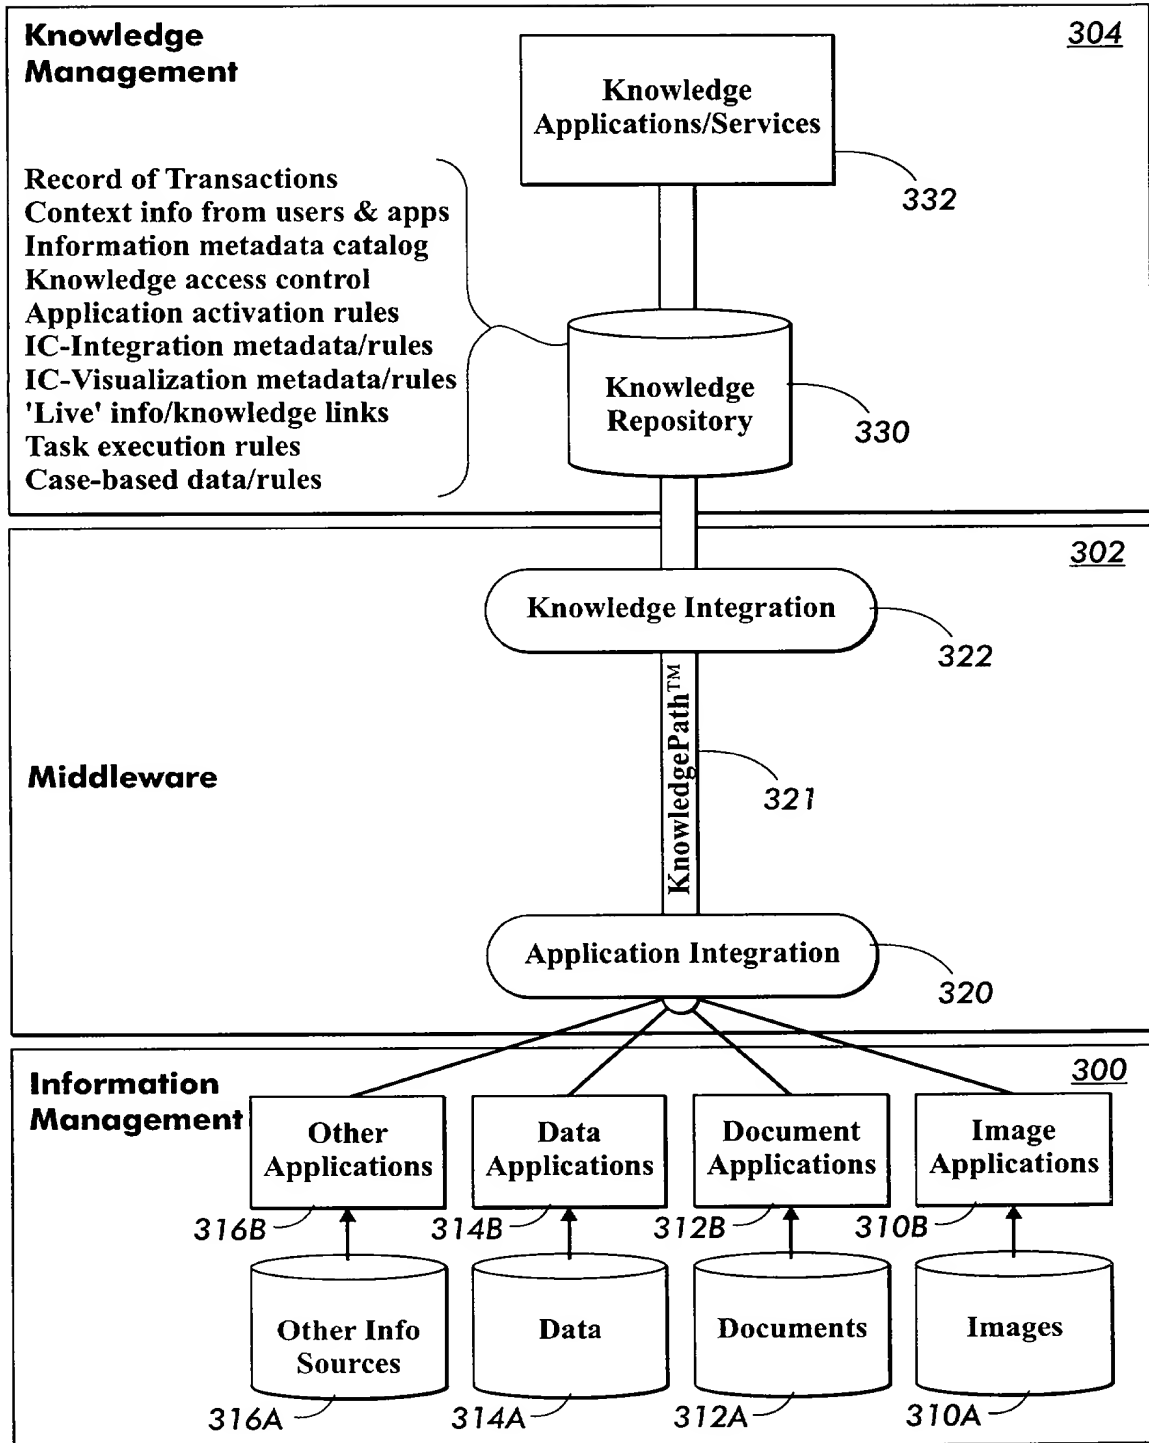 Knowledge
Management
304
Knowledge
Applications/Services
332
Record of Transactions
Context info from users & apps
Information metadata catalog
Knowledge access control
Application activation rules
IC-Integration metadata/rules
IC-Visualization metadata/rules
'Live' info/knowledge links
Task execution rules
Case-based data/rules
Knowledge
Repository
330
302
Knowledge Integration
322
KnowledgePath™
321
Middleware
Application Integration
320
Information
Management
300
Other
Applications
Data
Applications
Document
Applications
Image
Applications
316B
314B
312B
310B
Other Info
Sources
Data
Documents
Images
316A
314A
312A
310A